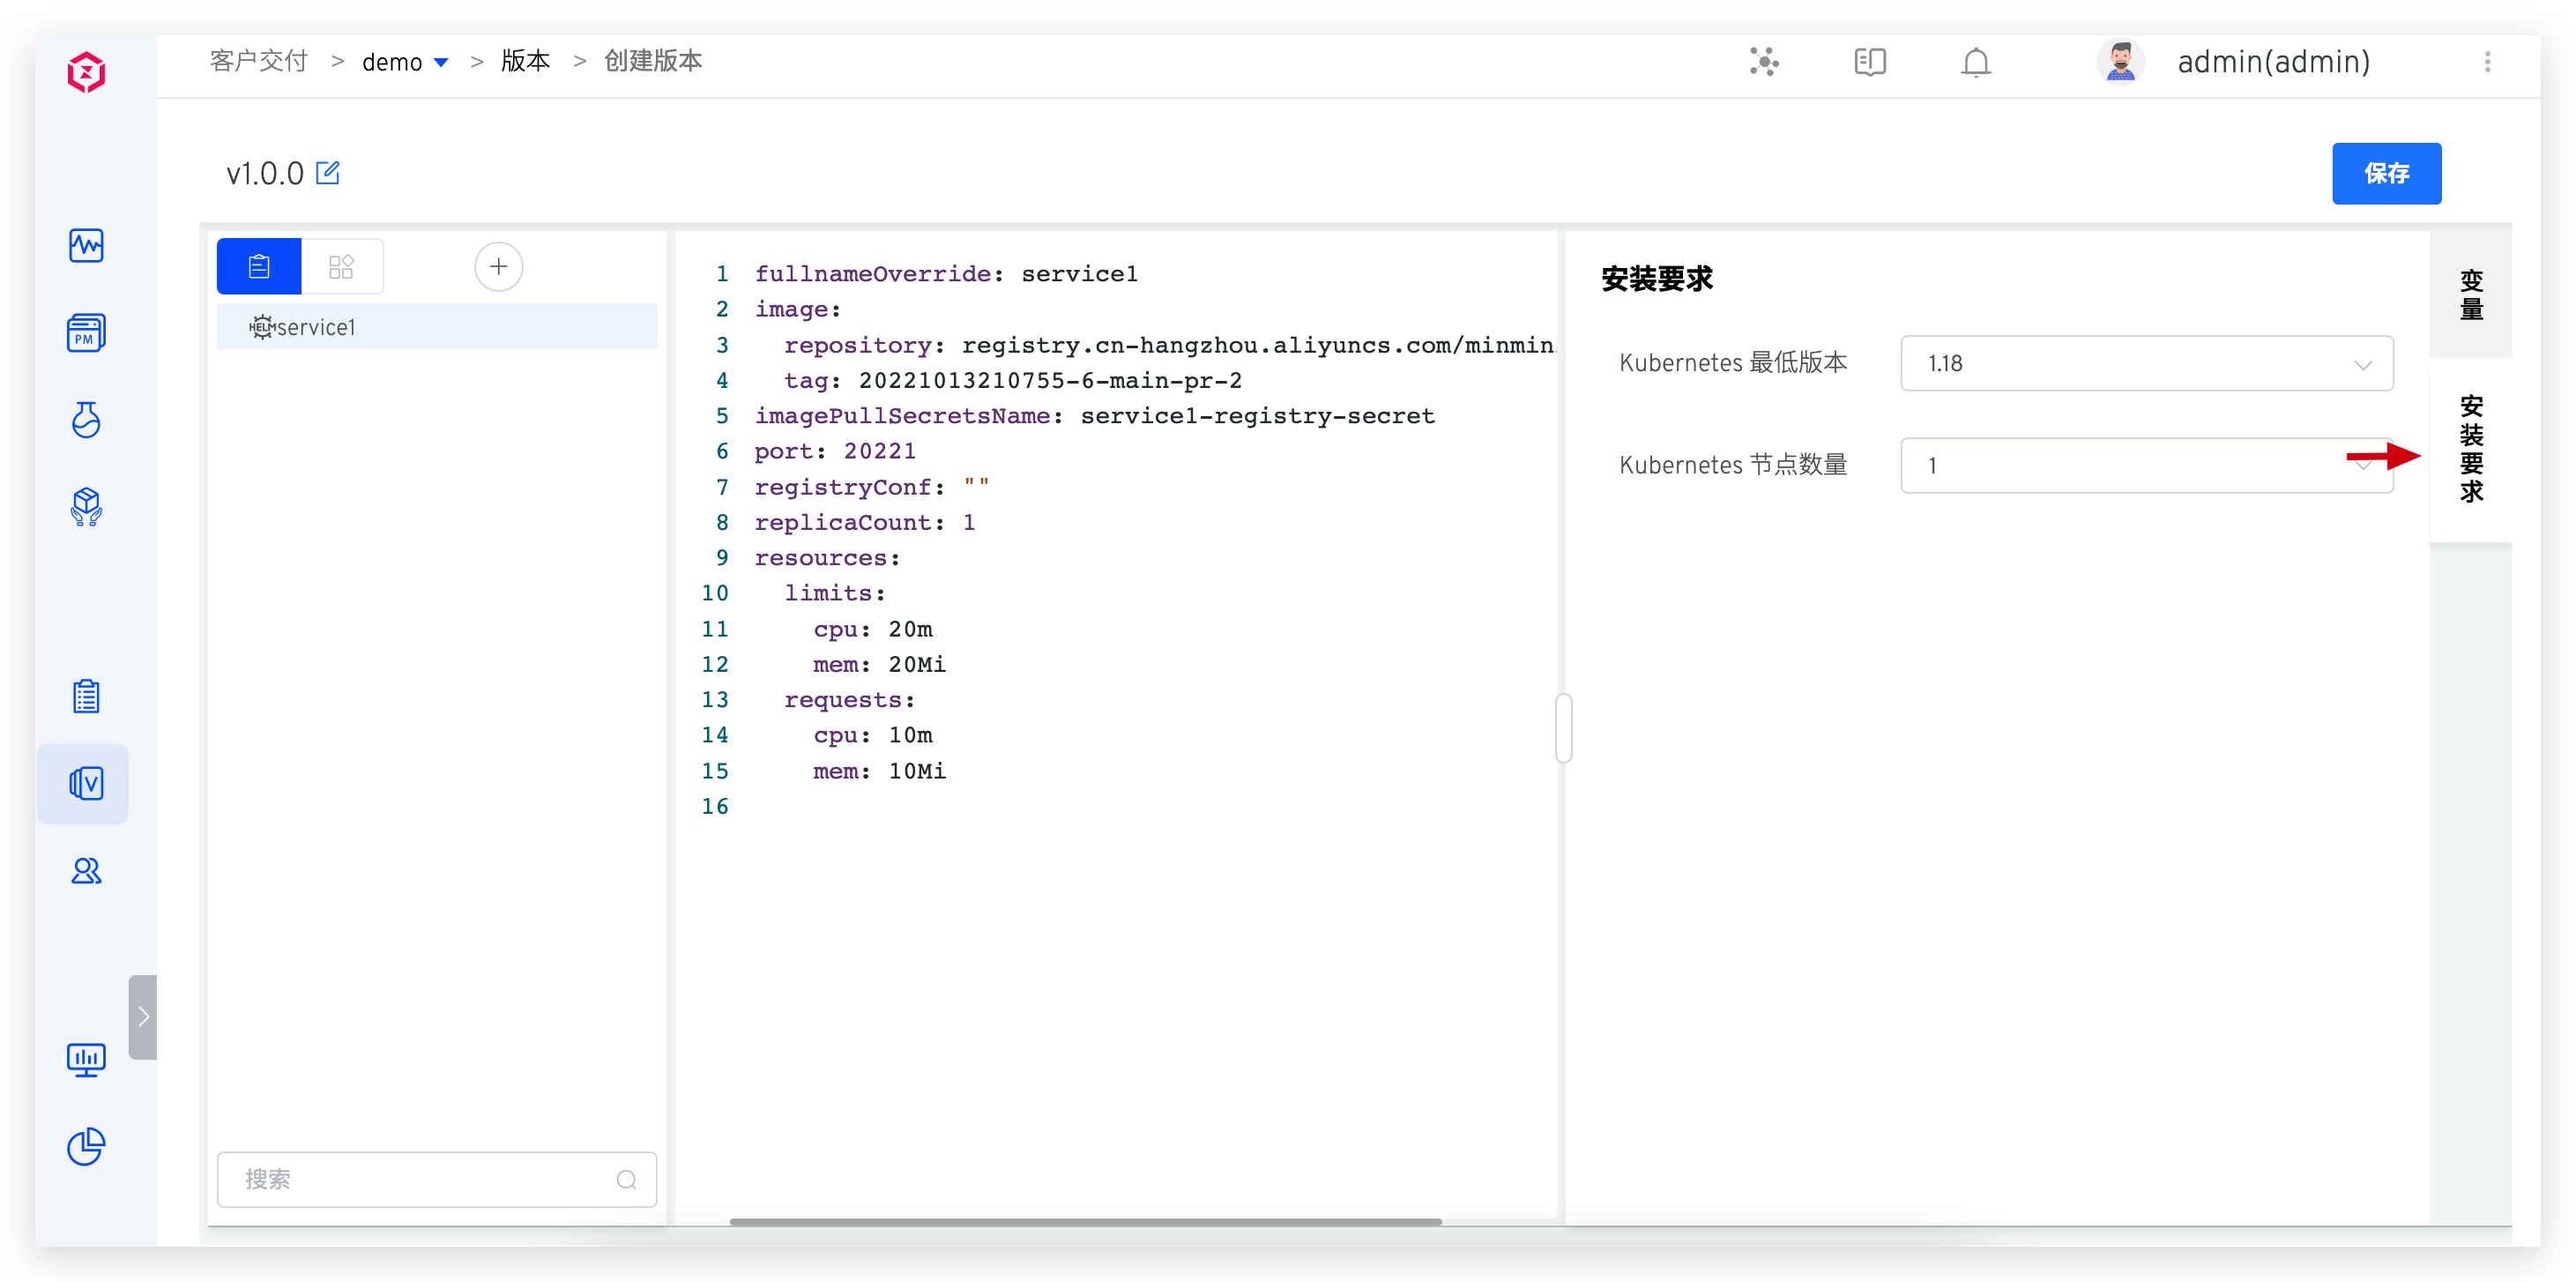 客户交付 > demo > 版本 > 创建版本
admin(admin)
v1.0.0
保存
PM
V
HELM service1
搜索
1 fullnameOverride: service1
2 image:
3 repository: registry.cn-hangzhou.aliyuncs.com/minmin.
4 tag: 20221013210755-6-main-pr-2
5 imagePullSecretsName: service1-registry-secret
6 port: 20221
7 registryConf: ""
8 replicaCount: 1
9 resources:
10 limits:
11 cpu: 20m
12 mem: 20Mi
13 requests:
14 cpu: 10m
15 mem: 10Mi
16
安装要求
Kubernetes 最低版本 1.18
Kubernetes 节点数量 1
变量
安装要求